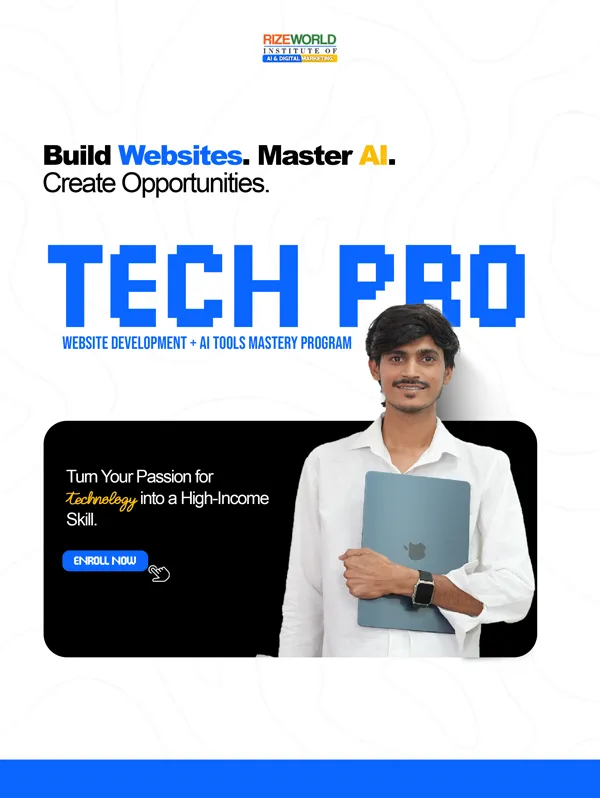 RIZEWORLD
INSTITUTE OF
AI & DIGITAL MARKETING
Build Websites. Master AI.
Create Opportunities.
TECH PRO
WEBSITE DEVELOPMENT + AI TOOLS MASTERY PROGRAM
Turn Your Passion for
technology into a High-Income
Skill.
ENROLL NOW